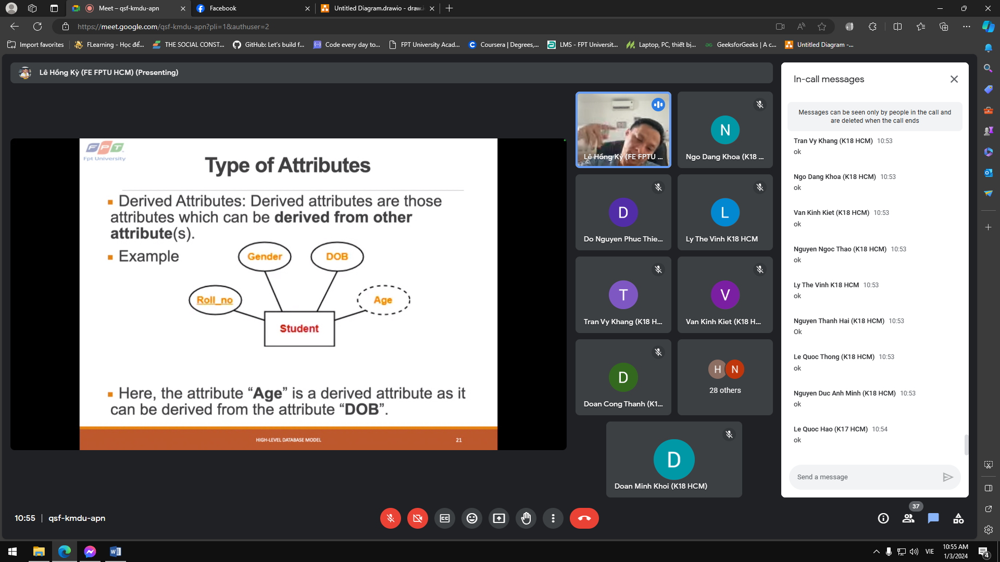 Meet – qsf-kmdu-apn
Facebook
Untitled Diagram.drawio - draw.i
https://meet.google.com/qsf-kmdu-apn?pli=1&authuser=2
Import favorites
FLearning - Học để...
THE SOCIAL CONST...
GitHub: Let's build f...
Code every day to...
FPT University Acad...
Coursera | Degrees,...
LMS - FPT Universit...
Laptop, PC, thiết bị...
GeeksforGeeks | A c...
Untitled Diagram -...
Lê Hồng Kỳ (FE FPTU HCM) (Presenting)
FPT
Fpt University
Type of Attributes
Derived Attributes: Derived attributes are those
attributes which can be derived from other
attribute(s).
Example
Gender
DOB
Roll_no
Age
Student
Here, the attribute “Age” is a derived attribute as it
can be derived from the attribute “DOB”.
HIGH-LEVEL DATABASE MODEL
21
Lê Hồng Kỳ (FE FPTU ...
N
Ngo Dang Khoa (K18 ...
D
Do Nguyen Phuc Thie...
L
Ly The Vinh K18 HCM
T
Tran Vy Khang (K18 H...
V
Van Kinh Kiet (K18 H...
D
Doan Cong Thanh (K1...
H N
28 others
D
Doan Minh Khoi (K18 HCM)
In-call messages
Messages can be seen only by people in the call and
are deleted when the call ends
Tran Vy Khang (K18 HCM) 10:53
ok
Ngo Dang Khoa (K18 HCM) 10:53
ok
Van Kinh Kiet (K18 HCM) 10:53
ok
Nguyen Ngoc Thao (K18 HCM) 10:53
ok
Ly The Vinh K18 HCM 10:53
ok
Nguyen Thanh Hai (K18 HCM) 10:53
Ok
Le Quoc Thong (K18 HCM) 10:53
ok
Nguyen Duc Anh Minh (K18 HCM) 10:53
ok
Le Quoc Hao (K17 HCM) 10:54
ok
Send a message
10:55 | qsf-kmdu-apn
37
VIE
10:55 AM
1/3/2024
4